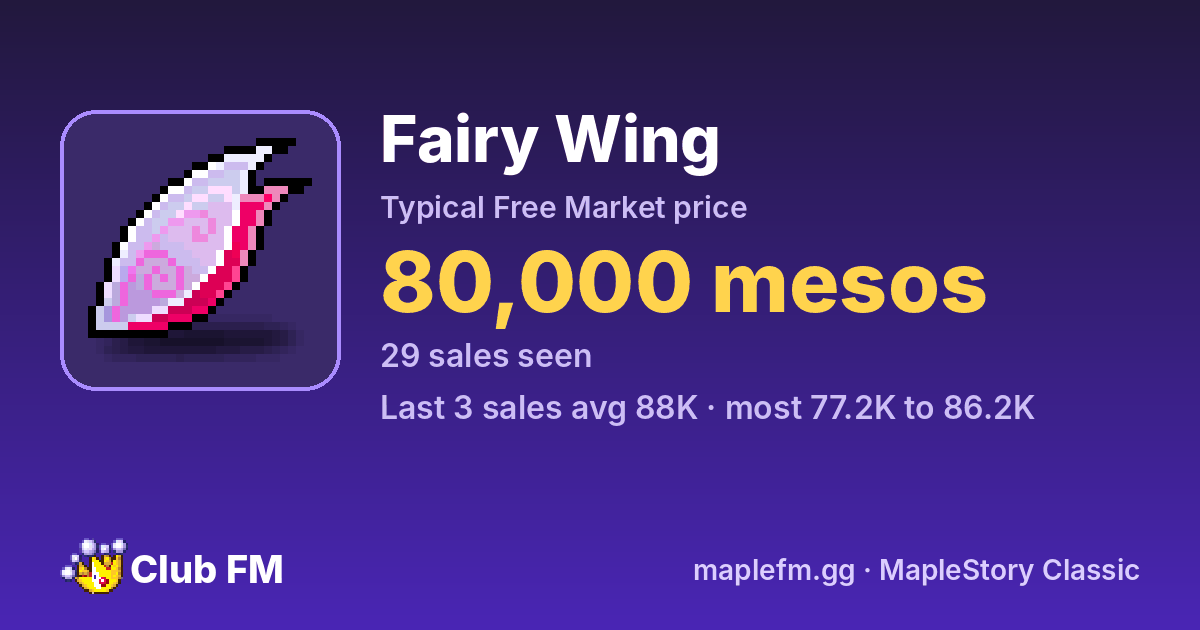 Fairy Wing
Typical Free Market price
80,000 mesos
29 sales seen
Last 3 sales avg 88K · most 77.2K to 86.2K
Club FM
maplefm.gg · MapleStory Classic